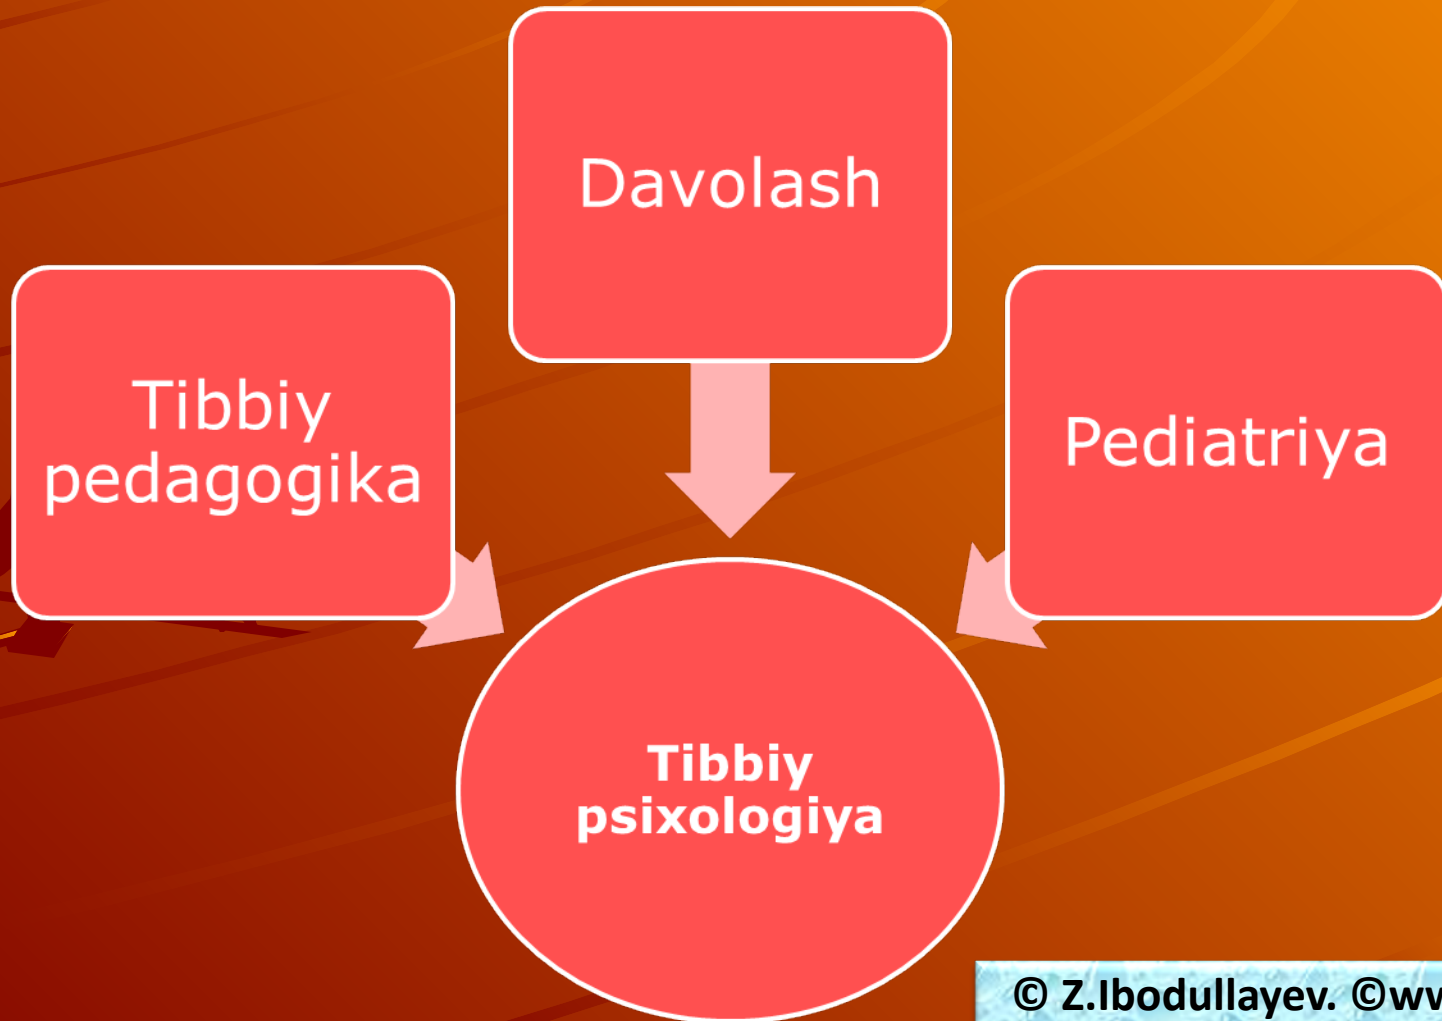 Davolash
Tibbiy
pedagogika
Pediatriya
Tibbiy
psixologiya
© Z.Ibodullayev.